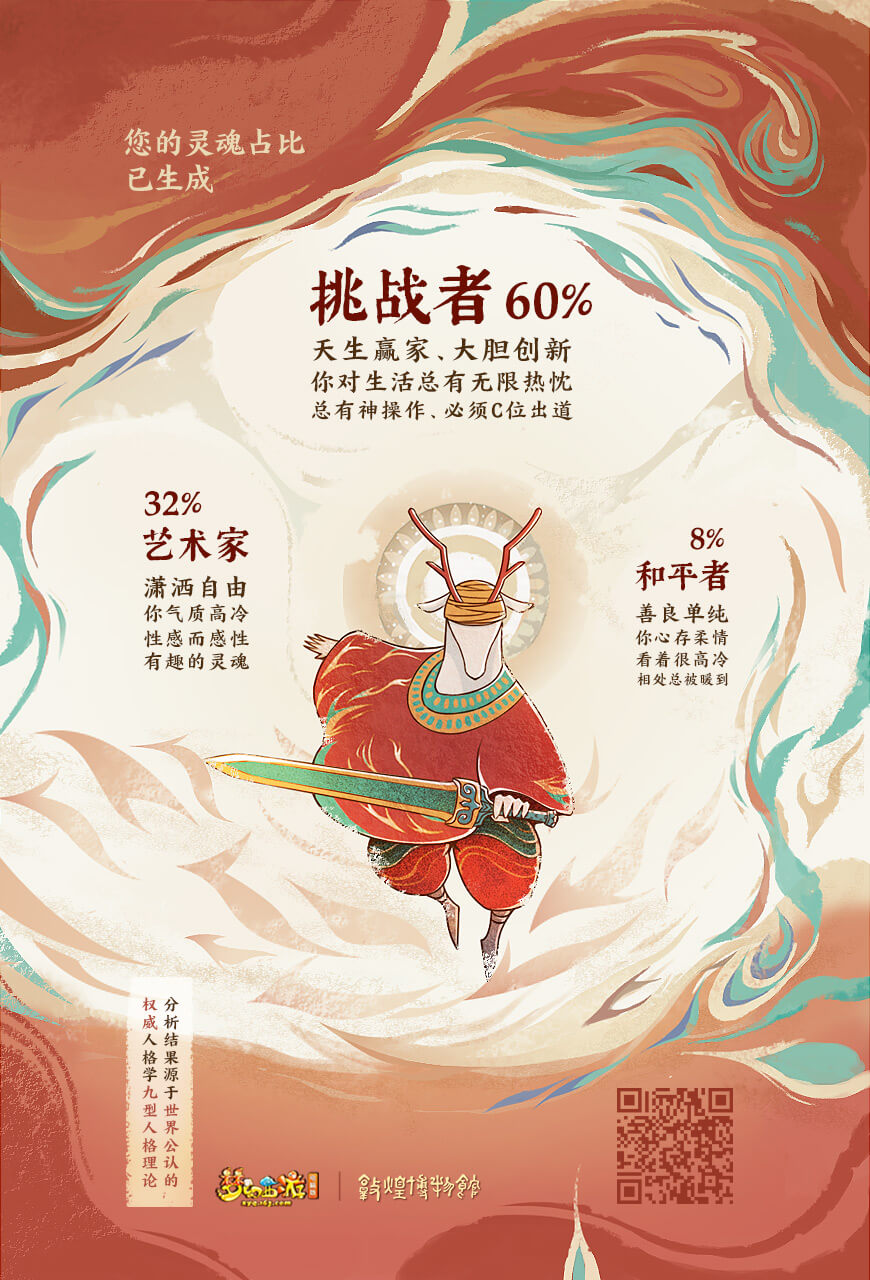 您的灵魂占比
已生成
挑战者 60%
天生赢家、大胆创新
你对生活总有无限热忱
总有神操作、必须C位出道
32%
艺术家
潇洒自由
你气质高冷
性感而感性
有趣的灵魂
8%
和平者
善良单纯
你心存柔情
看着很高冷
相处总被暖到
分析结果源于世界公认的
权威人格学九型人格理论
梦幻西游
xyq.163.com
敦煌博物館